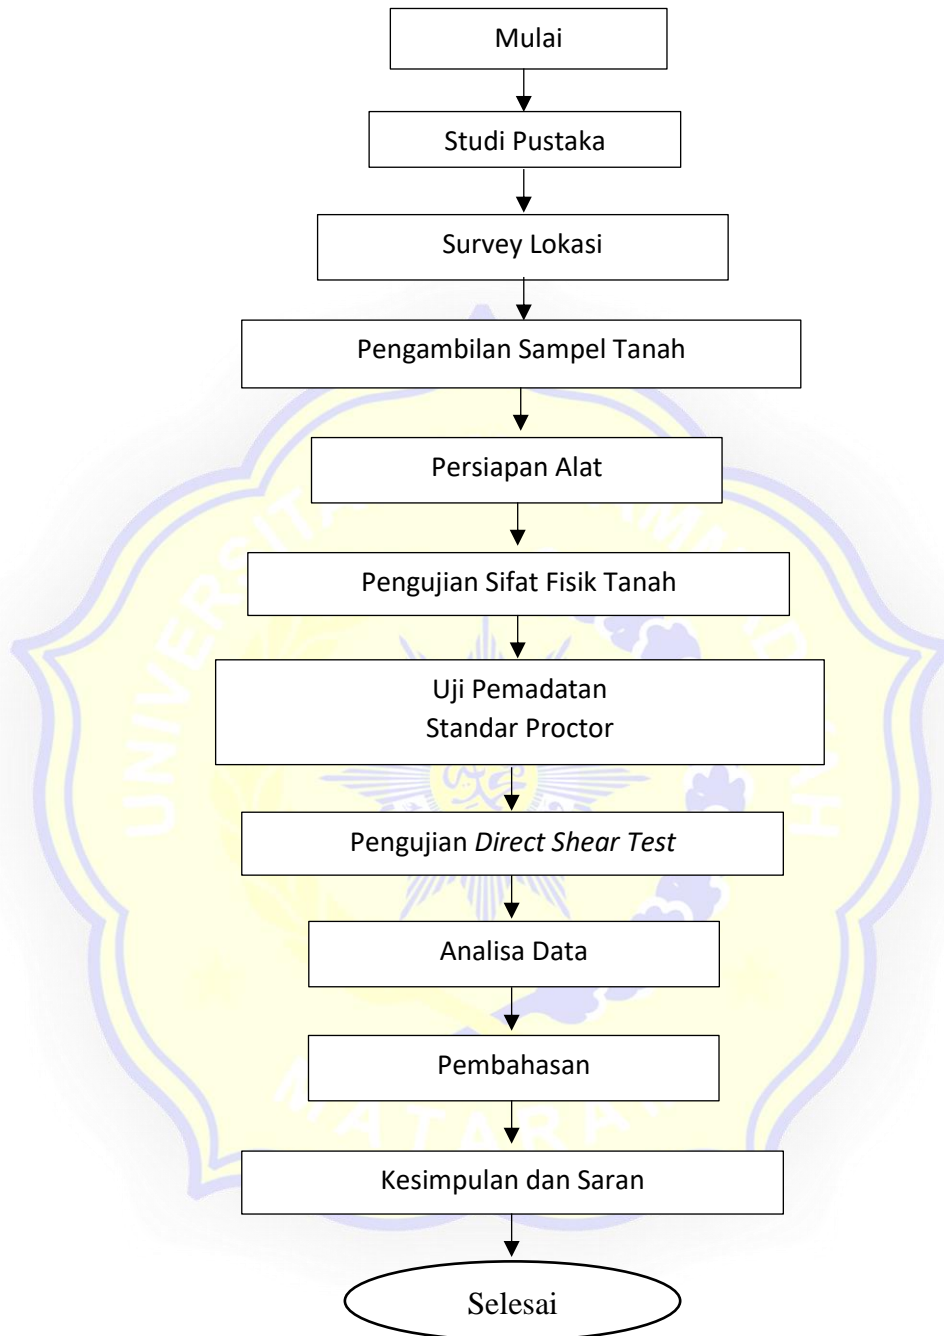 Mulai
Studi Pustaka
Survey Lokasi
Pengambilan Sampel Tanah
Persiapan Alat
Pengujian Sifat Fisik Tanah
Uji Pemadatan
Standar Proctor
Pengujian Direct Shear Test
Analisa Data
Pembahasan
Kesimpulan dan Saran
Selesai
MATARAM